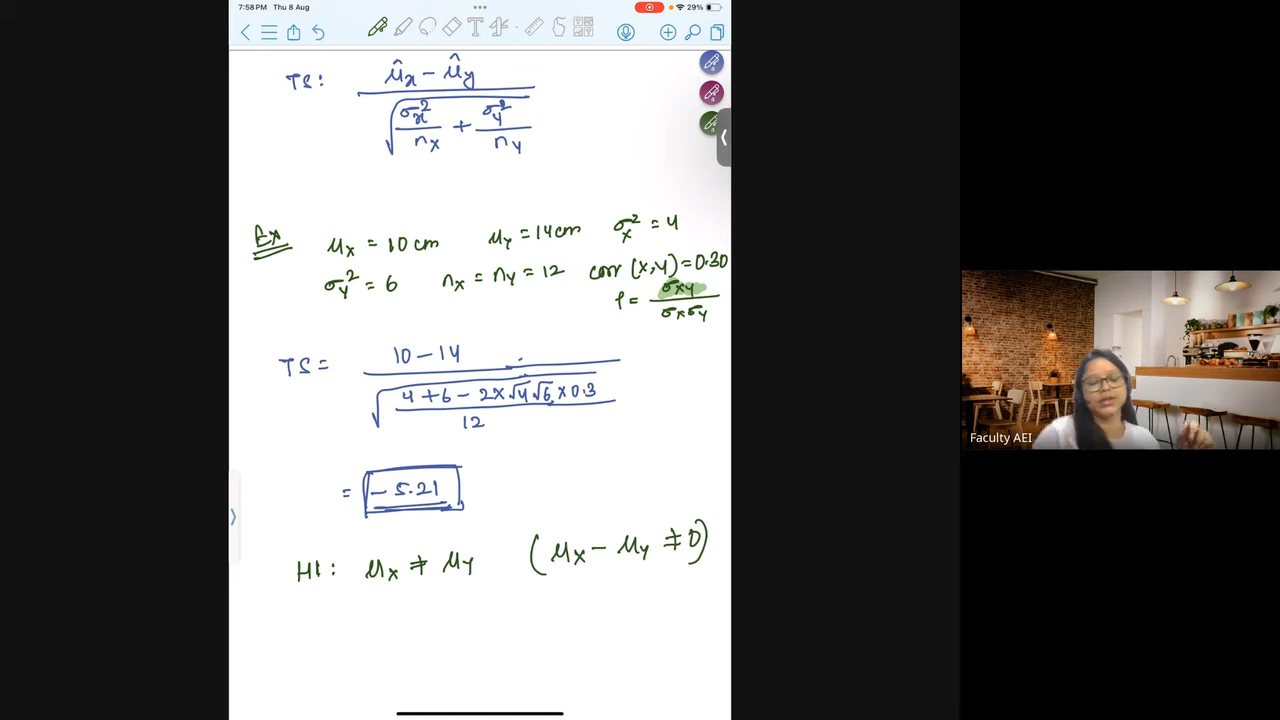 7:58 PM Thu 8 Aug 29%
TS: μ̂x − μ̂y
√ σx² / nx + σy² / ny
Ex μx = 10 cm μy = 14 cm σx² = 4
σy² = 6 nx = ny = 12 corr (x,y) = 0.30
ρ = σxy / σxσy
TS = 10 − 14
√ 4 + 6 − 2×√4 √6 × 0.3
12
= − 5.21
H1: μx ≠ μy (μx − μy ≠ 0)
Faculty AEI